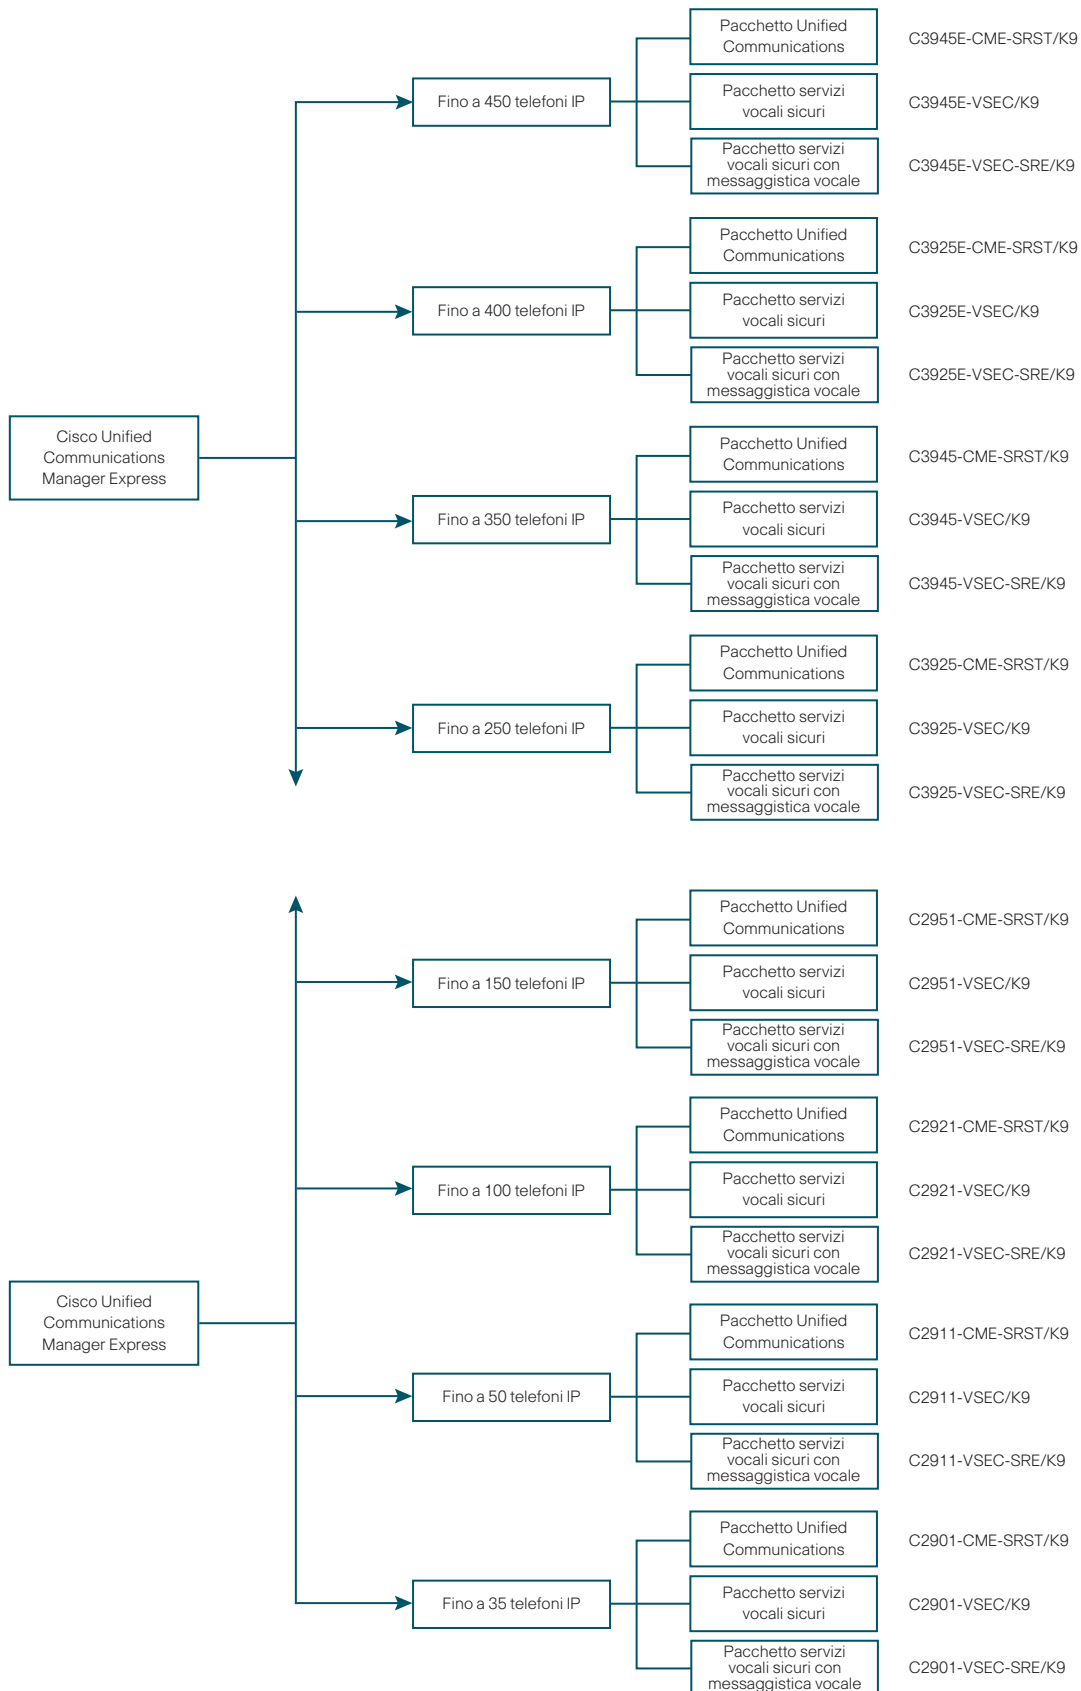 Pacchetto Unified
Communications
C3945E-CME-SRST/K9
Fino a 450 telefoni IP
Pacchetto servizi
vocali sicuri
C3945E-VSEC/K9
Pacchetto servizi
vocali sicuri con
messaggistica vocale
C3945E-VSEC-SRE/K9
Pacchetto Unified
Communications
C3925E-CME-SRST/K9
Fino a 400 telefoni IP
Pacchetto servizi
vocali sicuri
C3925E-VSEC/K9
Pacchetto servizi
vocali sicuri con
messaggistica vocale
C3925E-VSEC-SRE/K9
Cisco Unified
Communications
Manager Express
Pacchetto Unified
Communications
C3945-CME-SRST/K9
Fino a 350 telefoni IP
Pacchetto servizi
vocali sicuri
C3945-VSEC/K9
Pacchetto servizi
vocali sicuri con
messaggistica vocale
C3945-VSEC-SRE/K9
Pacchetto Unified
Communications
C3925-CME-SRST/K9
Fino a 250 telefoni IP
Pacchetto servizi
vocali sicuri
C3925-VSEC/K9
Pacchetto servizi
vocali sicuri con
messaggistica vocale
C3925-VSEC-SRE/K9
Pacchetto Unified
Communications
C2951-CME-SRST/K9
Fino a 150 telefoni IP
Pacchetto servizi
vocali sicuri
C2951-VSEC/K9
Pacchetto servizi
vocali sicuri con
messaggistica vocale
C2951-VSEC-SRE/K9
Pacchetto Unified
Communications
C2921-CME-SRST/K9
Fino a 100 telefoni IP
Pacchetto servizi
vocali sicuri
C2921-VSEC/K9
Pacchetto servizi
vocali sicuri con
messaggistica vocale
C2921-VSEC-SRE/K9
Cisco Unified
Communications
Manager Express
Pacchetto Unified
Communications
C2911-CME-SRST/K9
Fino a 50 telefoni IP
Pacchetto servizi
vocali sicuri
C2911-VSEC/K9
Pacchetto servizi
vocali sicuri con
messaggistica vocale
C2911-VSEC-SRE/K9
Pacchetto Unified
Communications
C2901-CME-SRST/K9
Fino a 35 telefoni IP
Pacchetto servizi
vocali sicuri
C2901-VSEC/K9
Pacchetto servizi
vocali sicuri con
messaggistica vocale
C2901-VSEC-SRE/K9